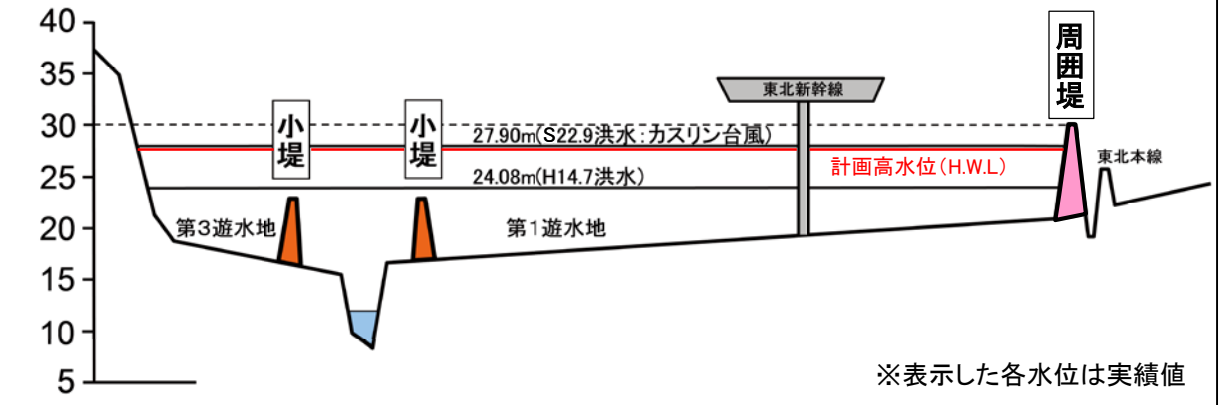 40
35
30
25
20
15
10
5
小堤
小堤
東北新幹線
周囲堤
27.90m(S22.9洪水:カスリン台風)
計画高水位(H.W.L)
東北本線
24.08m(H14.7洪水)
第3遊水地
第1遊水地
※表示した各水位は実績値